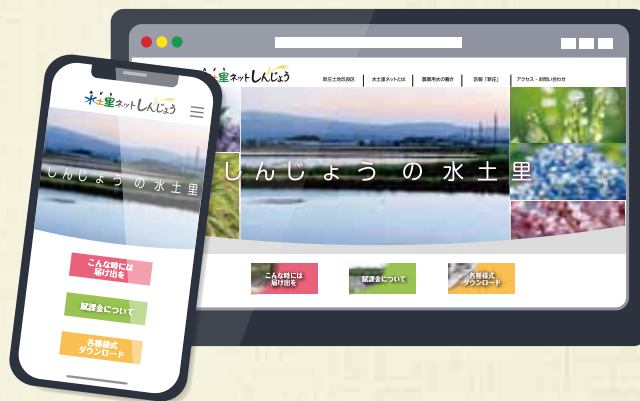 みどり
水土里ネットしんじょう
しんじょうの水土里
こんな時には
届け出を
賦課金について
各種様式
ダウンロード
水土里ネットしんじょう
新庄土地改良区 水土里ネットとは 農業用水の働き 区報「新庄」 アクセス・お問い合わせ
しんじょうの水土里
こんな時には
届け出を
賦課金について
各種様式
ダウンロード